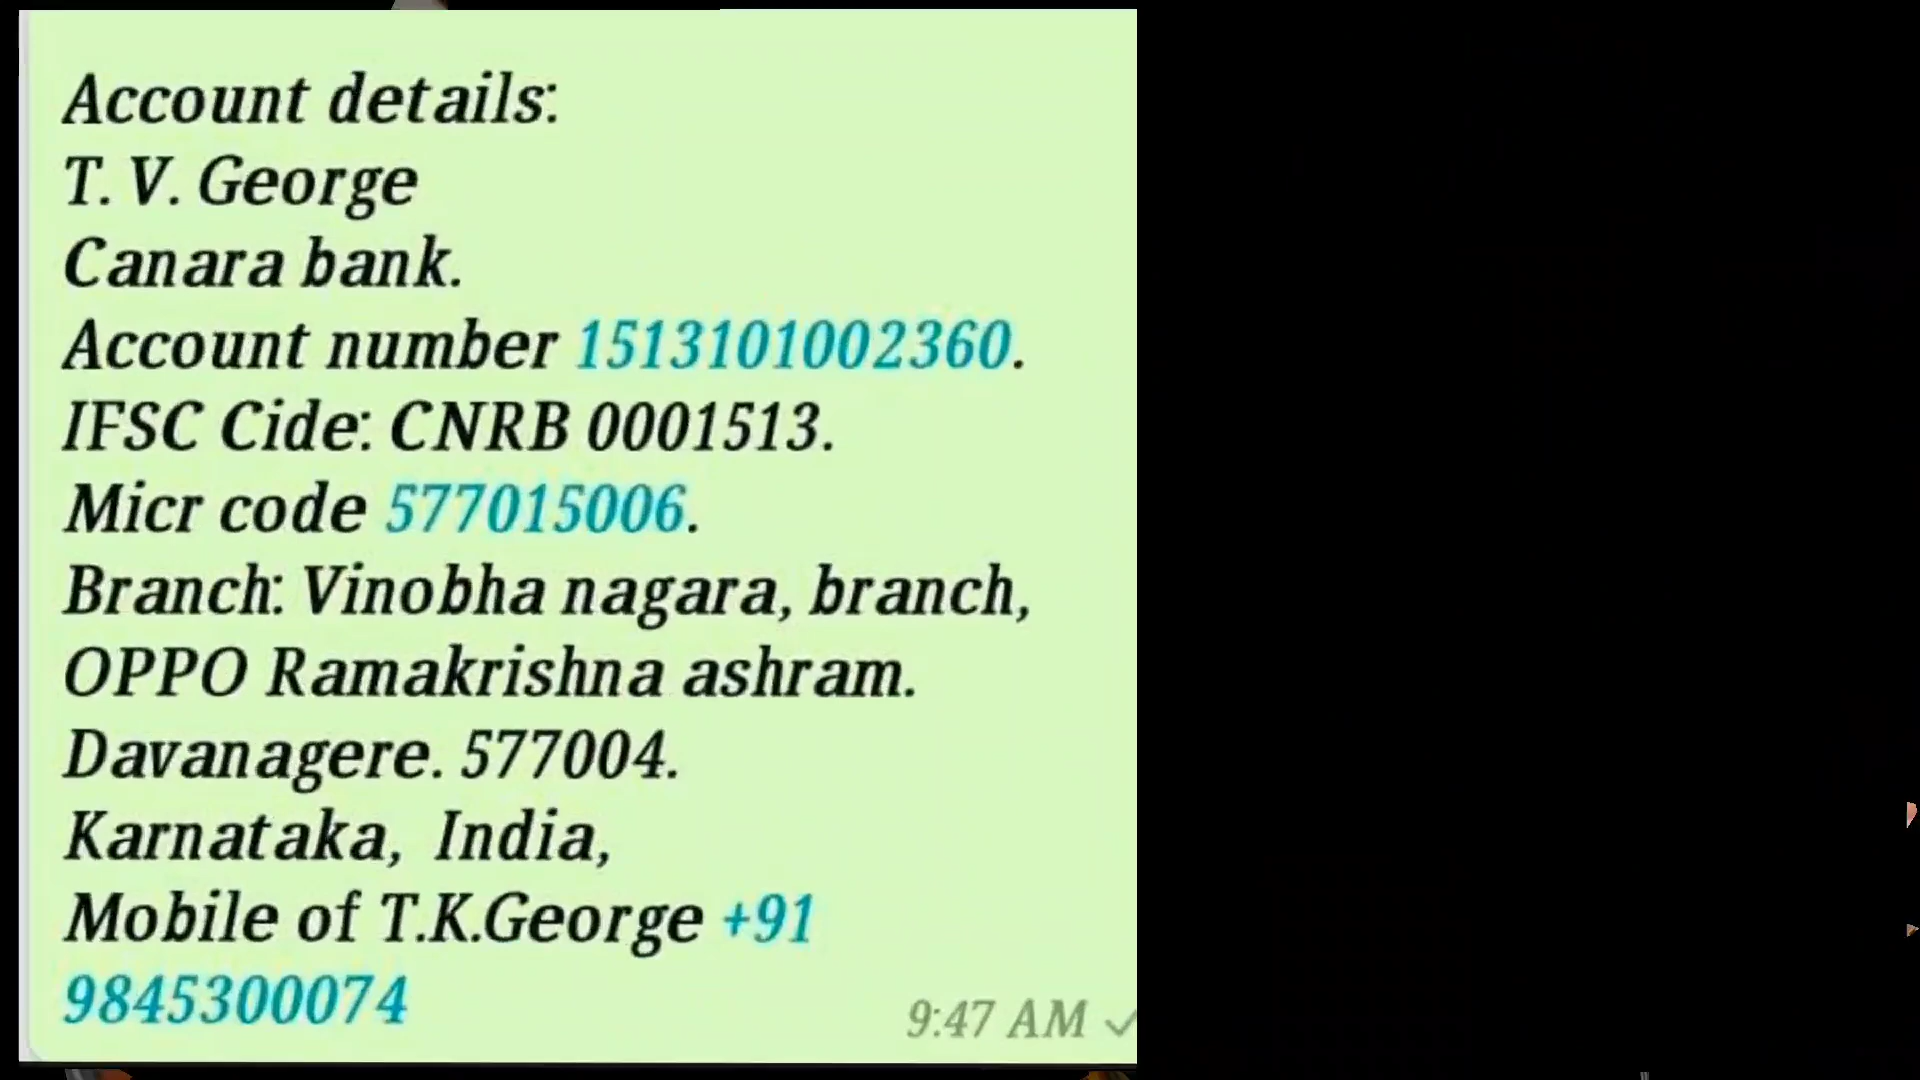 Account details:
T. V. George
Canara bank.
Account number 1513101002360.
IFSC Cide: CNRB 0001513.
Micr code 577015006.
Branch: Vinobha nagara, branch,
OPPO Ramakrishna ashram.
Davanagere. 577004.
Karnataka, India,
Mobile of T.K.George +91
9845300074
9:47 AM